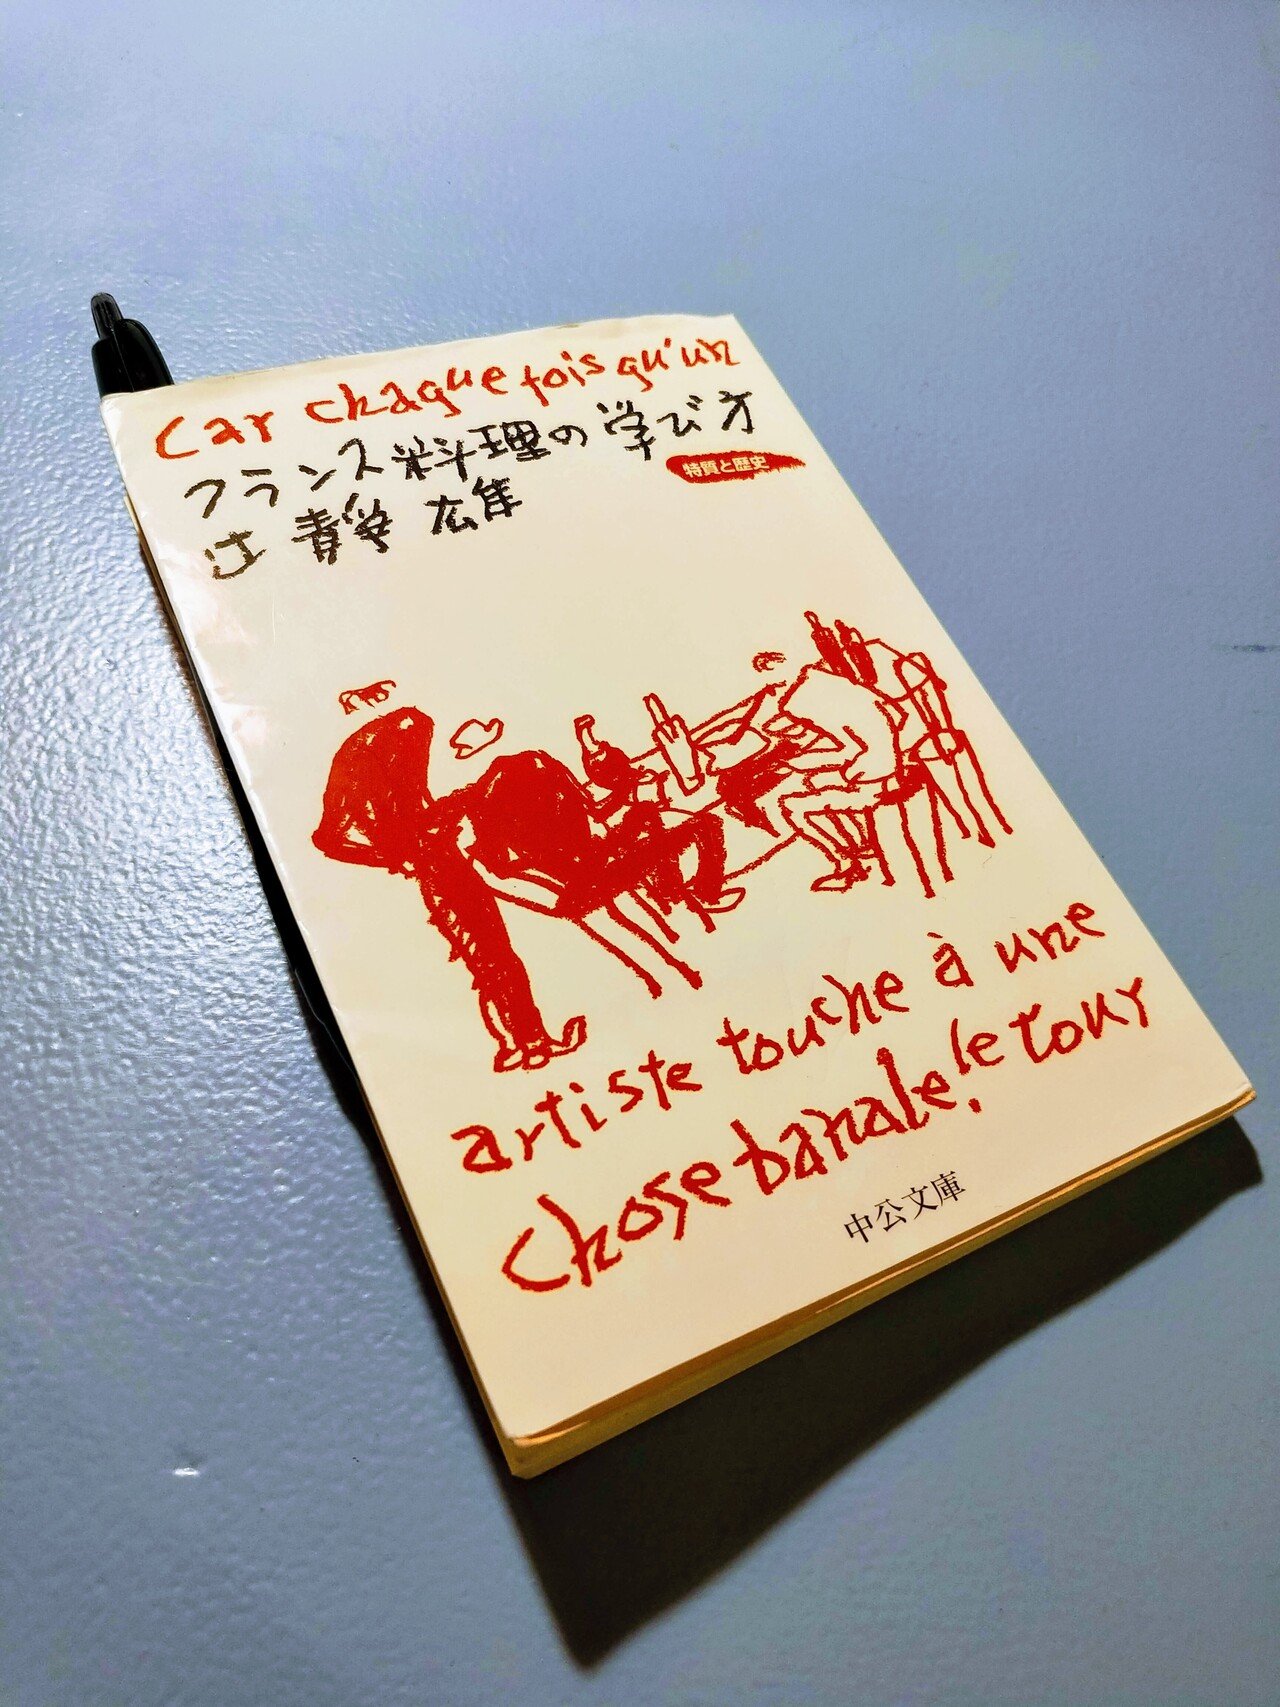 Car chaque fois qu'un
フランス料理の学び方
特質と歴史
辻 静雄
artiste touche à une
chose banale, le tour
中公文庫